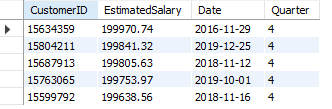 CustomerID EstimatedSalary Date Quarter
15634359 199970.74 2016-11-29 4
15804211 199841.32 2019-12-25 4
15687913 199805.63 2018-11-12 4
15763065 199753.97 2019-10-01 4
15599792 199638.56 2018-11-16 4